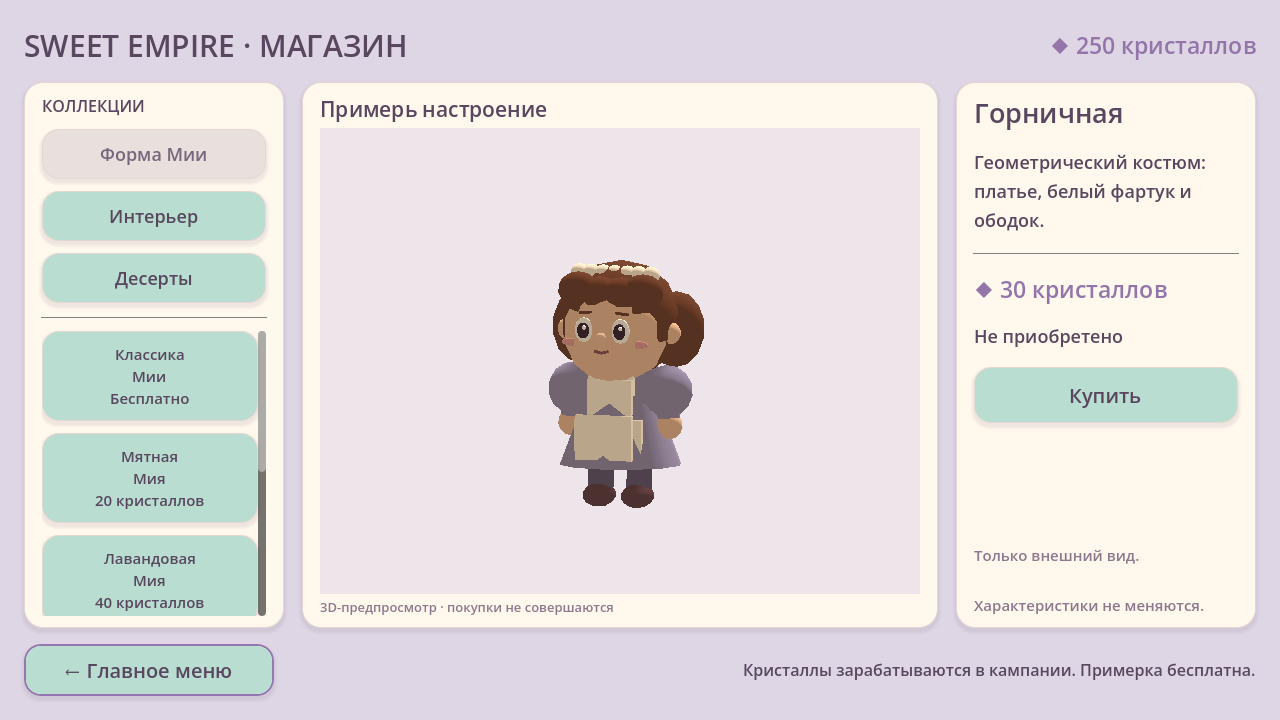 SWEET EMPIRE · МАГАЗИН
◆ 250 кристаллов
КОЛЛЕКЦИИ
Форма Мии
Интерьер
Десерты
Классика
Мии
Бесплатно
Мятная
Мия
20 кристаллов
Лавандовая
Мия
40 кристаллов
Примерь настроение
3D-предпросмотр · покупки не совершаются
Горничная
Геометрический костюм:
платье, белый фартук и
ободок.
◆ 30 кристаллов
Не приобретено
Купить
Только внешний вид.
Характеристики не меняются.
← Главное меню
Кристаллы зарабатываются в кампании. Примерка бесплатна.